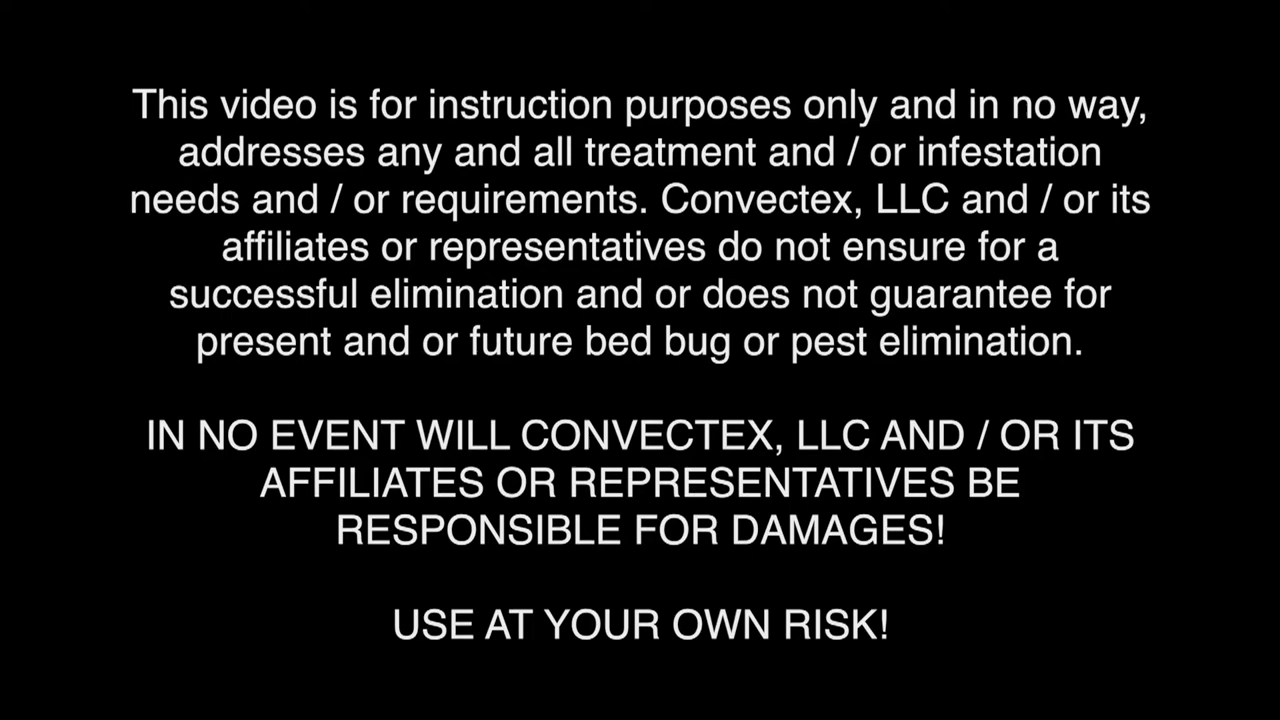 This video is for instruction purposes only and in no way,
addresses any and all treatment and / or infestation
needs and / or requirements. Convectex, LLC and / or its
affiliates or representatives do not ensure for a
successful elimination and or does not guarantee for
present and or future bed bug or pest elimination.
IN NO EVENT WILL CONVECTEX, LLC AND / OR ITS
AFFILIATES OR REPRESENTATIVES BE
RESPONSIBLE FOR DAMAGES!
USE AT YOUR OWN RISK!